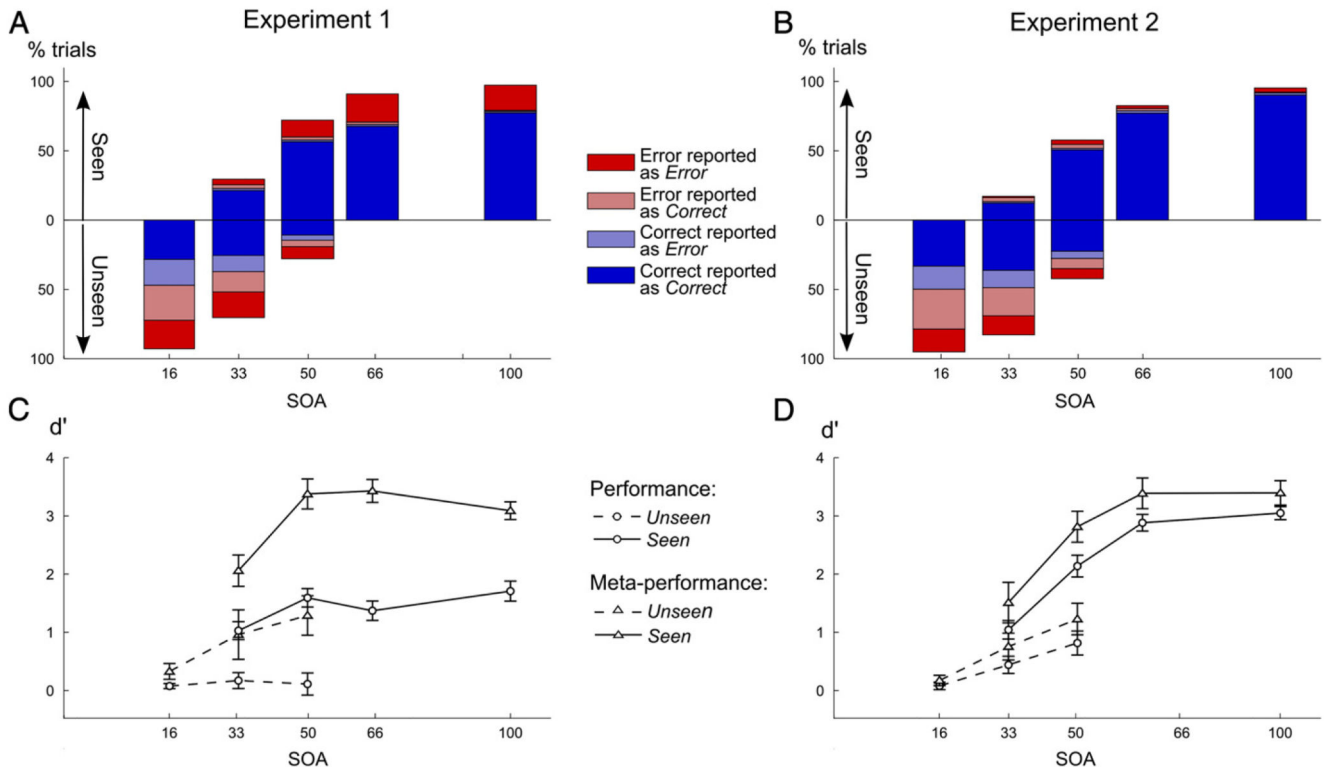 A
Experiment 1
% trials
100
50
0
50
100
Seen
Unseen
16
33
50
66
100
SOA
Error reported
as Error
Error reported
as Correct
Correct reported
as Error
Correct reported
as Correct
B
Experiment 2
% trials
100
50
0
50
100
Seen
Unseen
16
33
50
66
100
SOA
C
d'
4
3
2
1
0
16
33
50
66
100
SOA
Performance:
Unseen
Seen
Meta-performance:
Unseen
Seen
D
d'
4
3
2
1
0
16
33
50
66
100
SOA